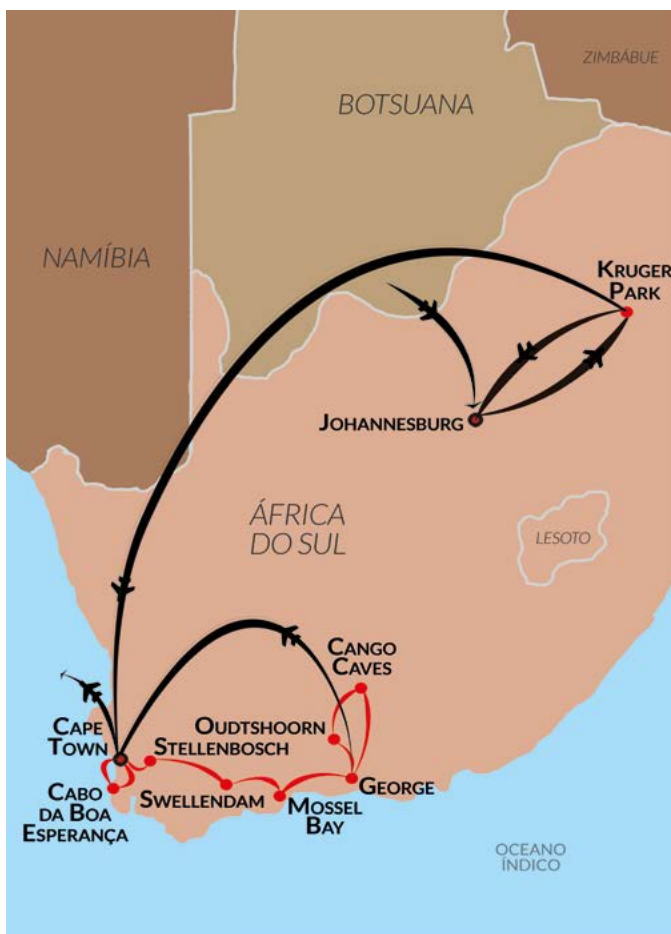 ZIMBÁBUE
BOTSUANA
NAMÍBIA
KRUGER
PARK
JOHANNESBURG
ÁFRICA
DO SUL
LESOTO
CANGO
CAVES
OUDTSHOORN
CAPE
TOWN
STELLENBOSCH
GEORGE
CABO
DA BOA
ESPERANÇA
SWELLENDAM
MOSSEL
BAY
OCEANO
ÍNDICO